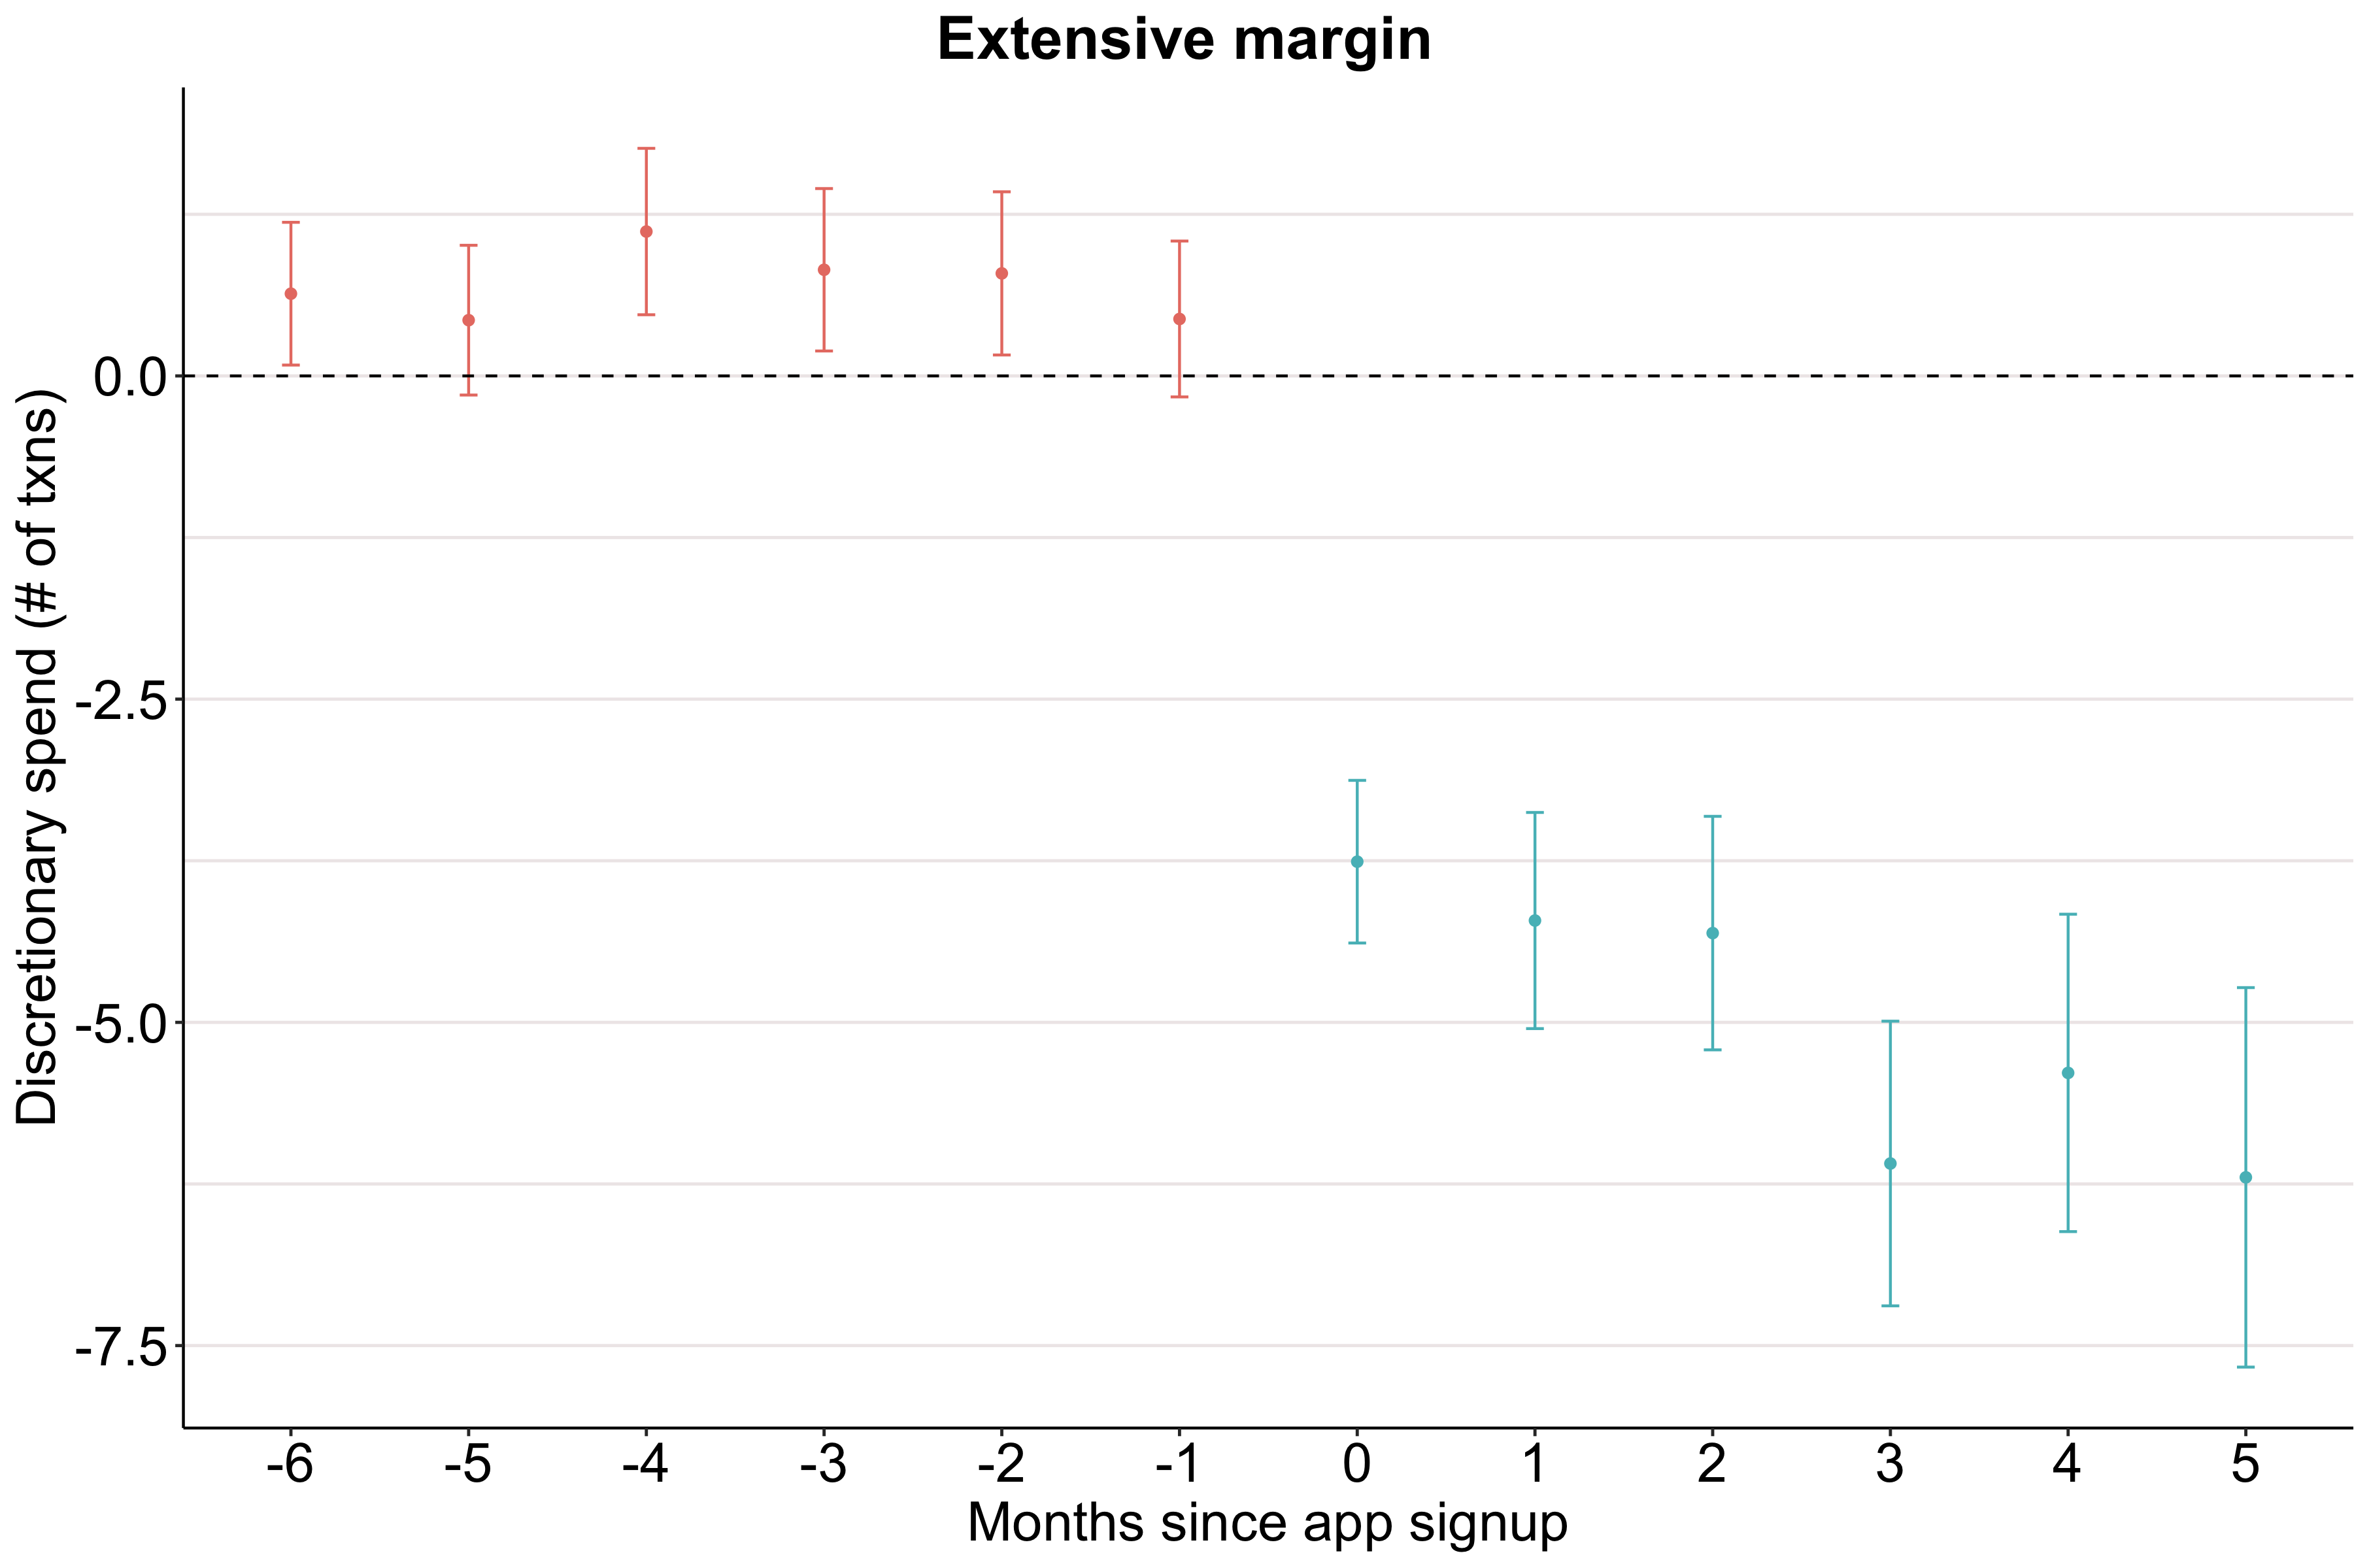 Extensive margin
Discretionary spend (# of txns)
0.0
-2.5
-5.0
-7.5
-6 -5 -4 -3 -2 -1 0 1 2 3 4 5
Months since app signup